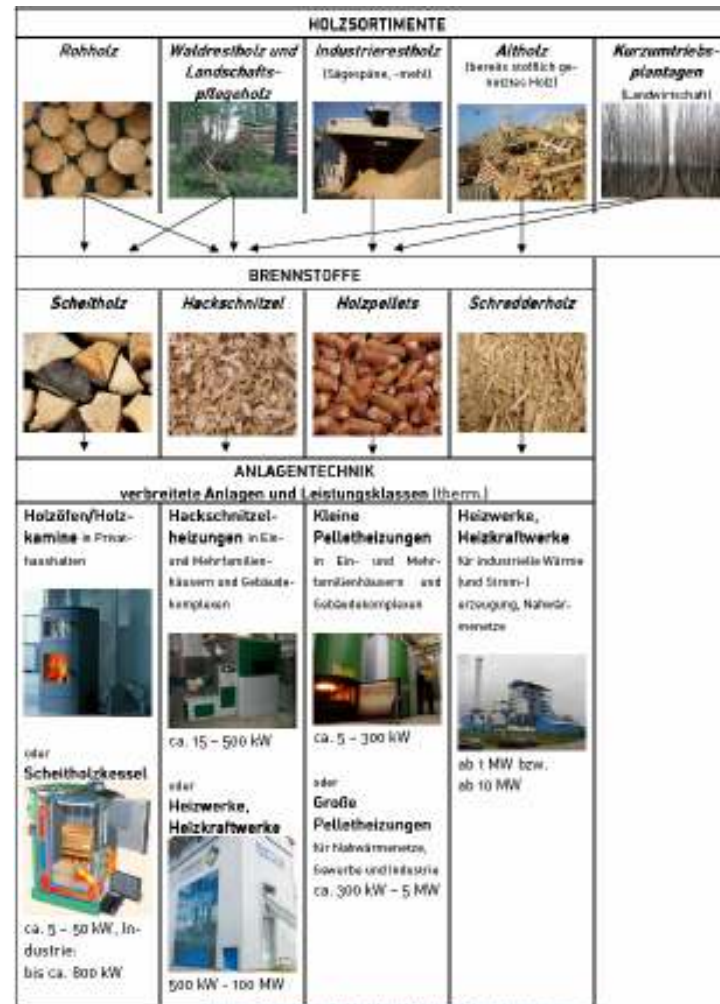 HOLZSORTIMENTE
Rohholz
Waldrestholz und
Landschafts-
pflegeholz
Industrierestholz
(Sägespäne, -mehl)
Altholz
(bereits stofflich ge-
nutztes Holz)
Kurzumtriebs-
plantagen
(Landwirtschaft)
BRENNSTOFFE
Scheitholz
Hackschnitzel
Holzpellets
Schredderholz
ANLAGENTECHNIK
verbreitete Anlagen und Leistungsklassen (therm.)
Holzöfen/Holz-
kamine in Privat-
haushalten
oder
Scheitholzkessel
ca. 5 – 50 kW, In-
dustrie:
bis ca. 800 kW
Hackschnitzel-
heizungen in Ein-
und Mehrfamilien-
häusern und Gebäude-
komplexen
ca. 15 – 500 kW
oder
Heizwerke,
Heizkraftwerke
500 kW - 100 MW
Kleine
Pelletheizungen
in Ein- und Mehr-
familienhäusern und
Gebäudekomplexen
ca. 5 – 300 kW
oder
Große
Pelletheizungen
für Nahwärmenetze,
Gewerbe und Industrie
ca. 300 kW – 5 MW
Heizwerke,
Heizkraftwerke
für industrielle Wärme
(und Strom-)
erzeugung, Nahwär-
menetze
ab 1 MW bzw.
ab 10 MW